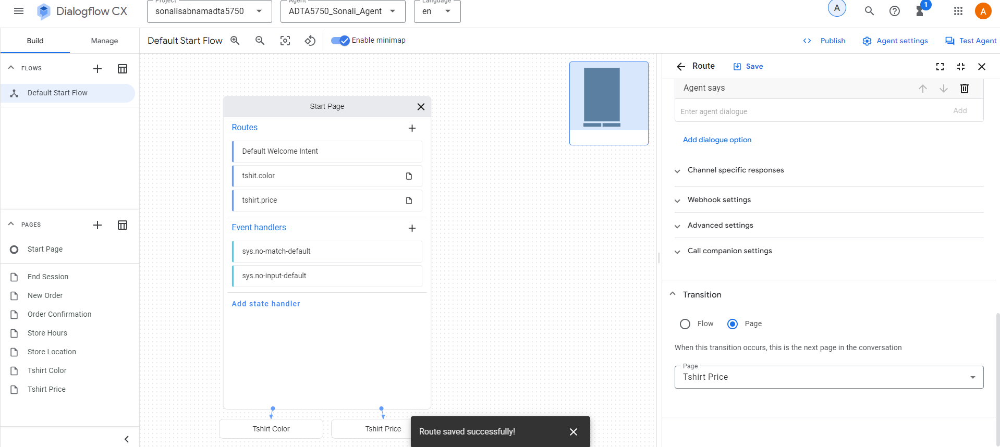 Project
Agent
Language
Dialogflow CX
sonalisabnamadta5750
ADTA5750_Sonali_Agent
en
A
1
A
Build
Manage
Default Start Flow
Enable minimap
Publish
Agent settings
Test Agent
FLOWS
Default Start Flow
PAGES
Start Page
End Session
New Order
Order Confirmation
Store Hours
Store Location
Tshirt Color
Tshirt Price
Start Page
Routes
Default Welcome Intent
tshit.color
tshirt.price
Event handlers
sys.no-match-default
sys.no-input-default
Add state handler
Tshirt Color
Tshirt Price
Route saved successfully!
Route
Save
Agent says
Enter agent dialogue
Add
Add dialogue option
Channel specific responses
Webhook settings
Advanced settings
Call companion settings
Transition
Flow
Page
When this transition occurs, this is the next page in the conversation
Page
Tshirt Price